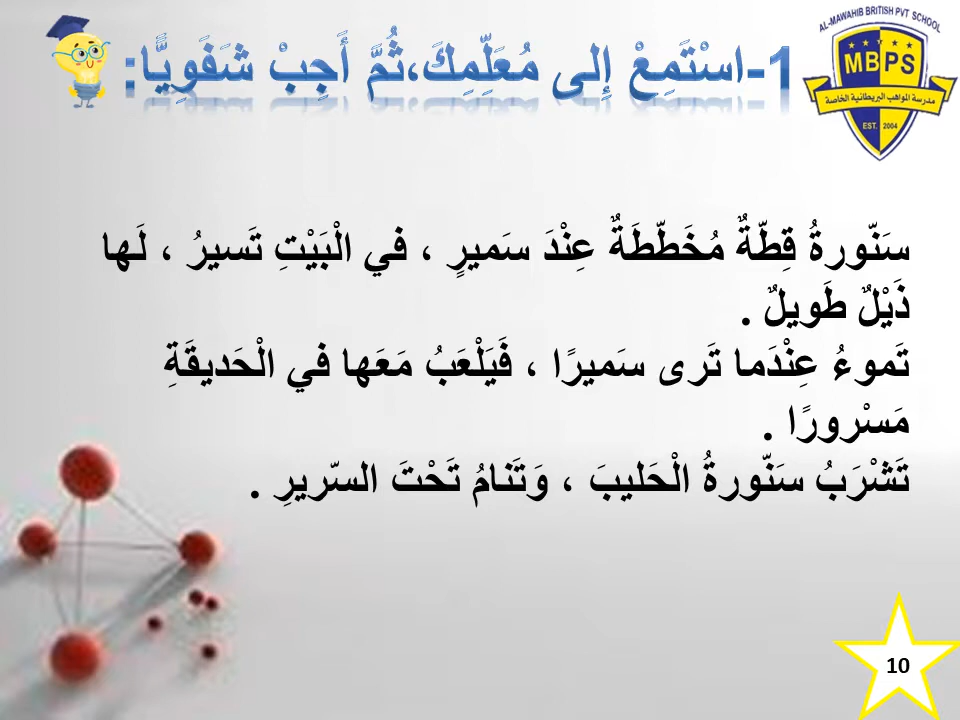 AL-MAWAHIB BRITISH PVT SCHOOL
MBPS
مدرسة المواهب البريطانية الخاصة
EST. 2004
1-اسْتَمِعْ إِلى مُعَلِّمِكَ،ثُمَّ أَجِبْ شَفَوِيًّا:
سَنّورةُ قِطّةٌ مُخَطّطَةٌ عِنْدَ سَميرٍ ، في الْبَيْتِ تَسيرُ ، لَها
ذَيْلٌ طَويلٌ .
تَموءُ عِنْدَما تَرى سَميرًا ، فَيَلْعَبُ مَعَها في الْحَديقَةِ
مَسْرورًا .
تَشْرَبُ سَنّورةُ الْحَليبَ ، وَتَنامُ تَحْتَ السّريرِ .
10